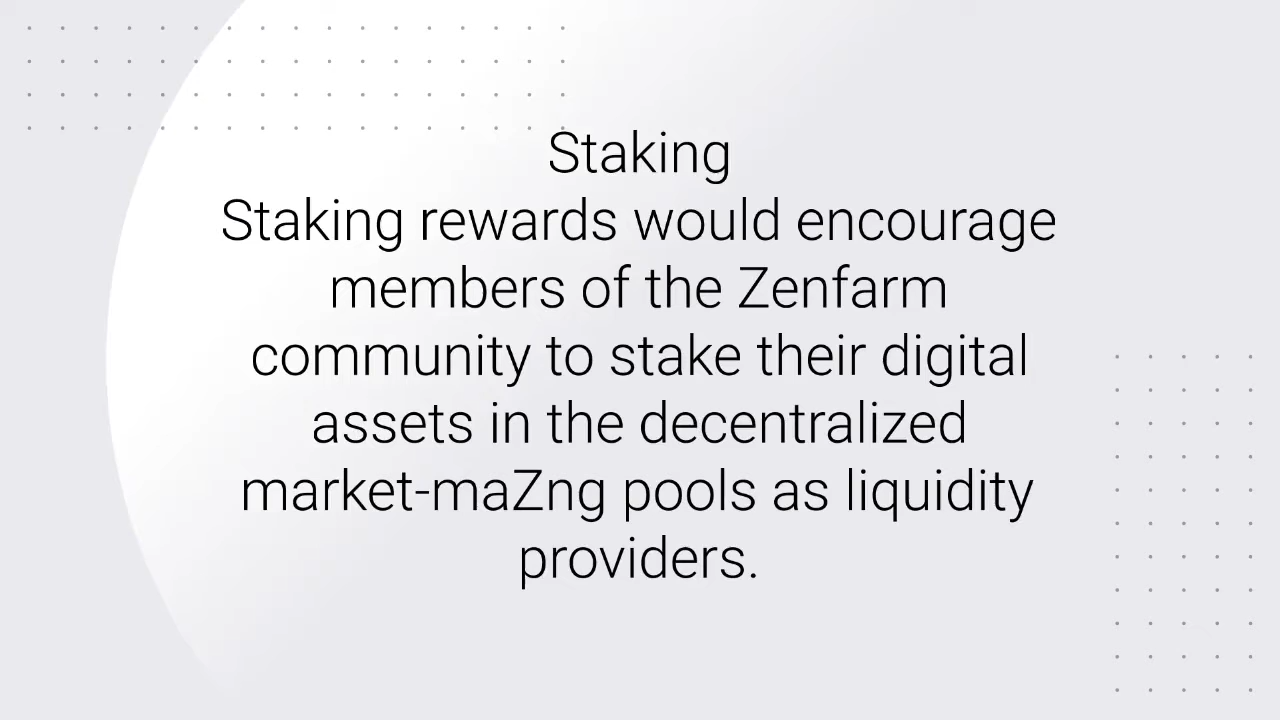 Staking
Staking rewards would encourage
members of the Zenfarm
community to stake their digital
assets in the decentralized
market-maZng pools as liquidity
providers.